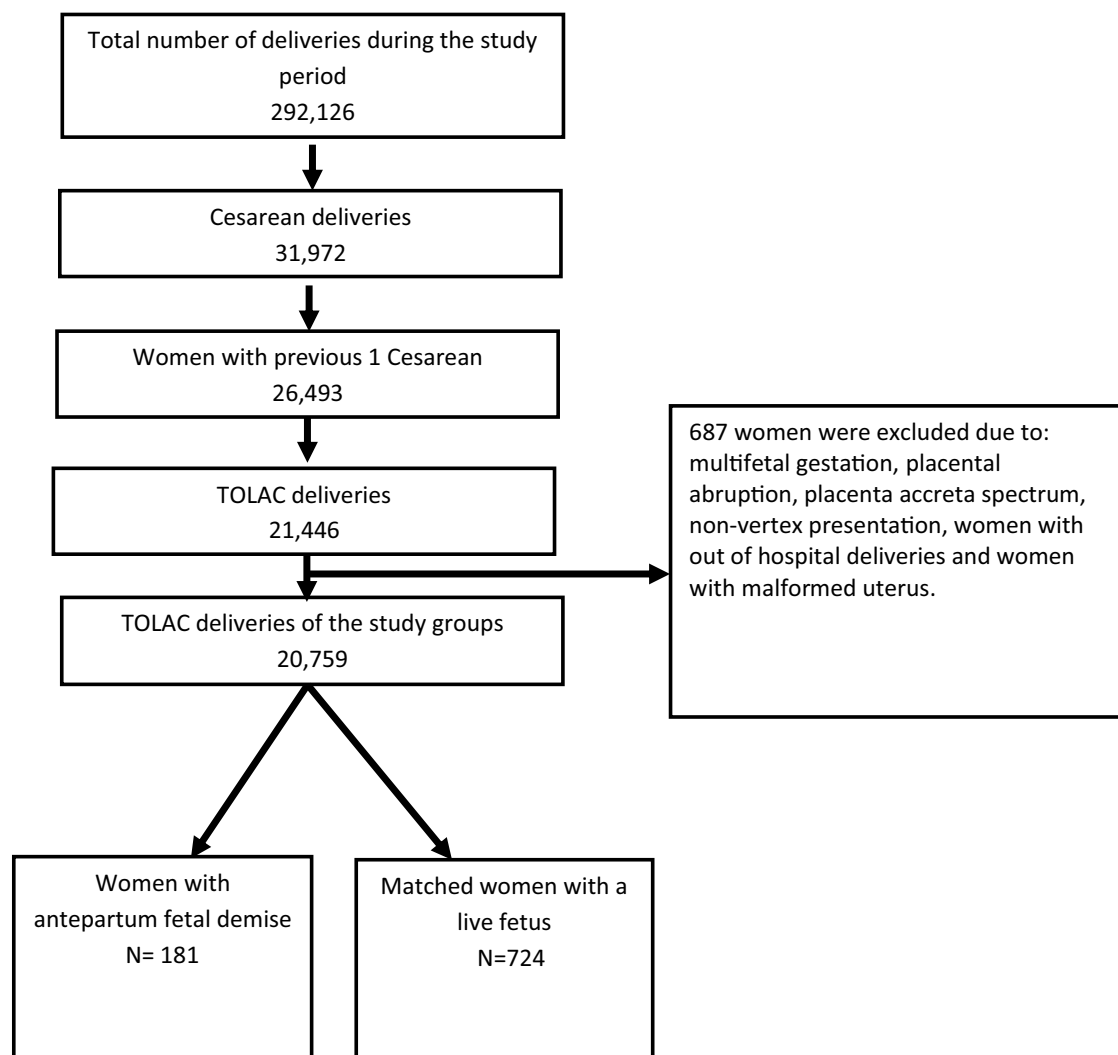 Total number of deliveries during the study
period
292,126
Cesarean deliveries
31,972
Women with previous 1 Cesarean
26,493
TOLAC deliveries
21,446
687 women were excluded due to:
multifetal gestation, placental
abruption, placenta accreta spectrum,
non-vertex presentation, women with
out of hospital deliveries and women
with malformed uterus.
TOLAC deliveries of the study groups
20,759
Women with
antepartum fetal demise
N= 181
Matched women with a
live fetus
N=724